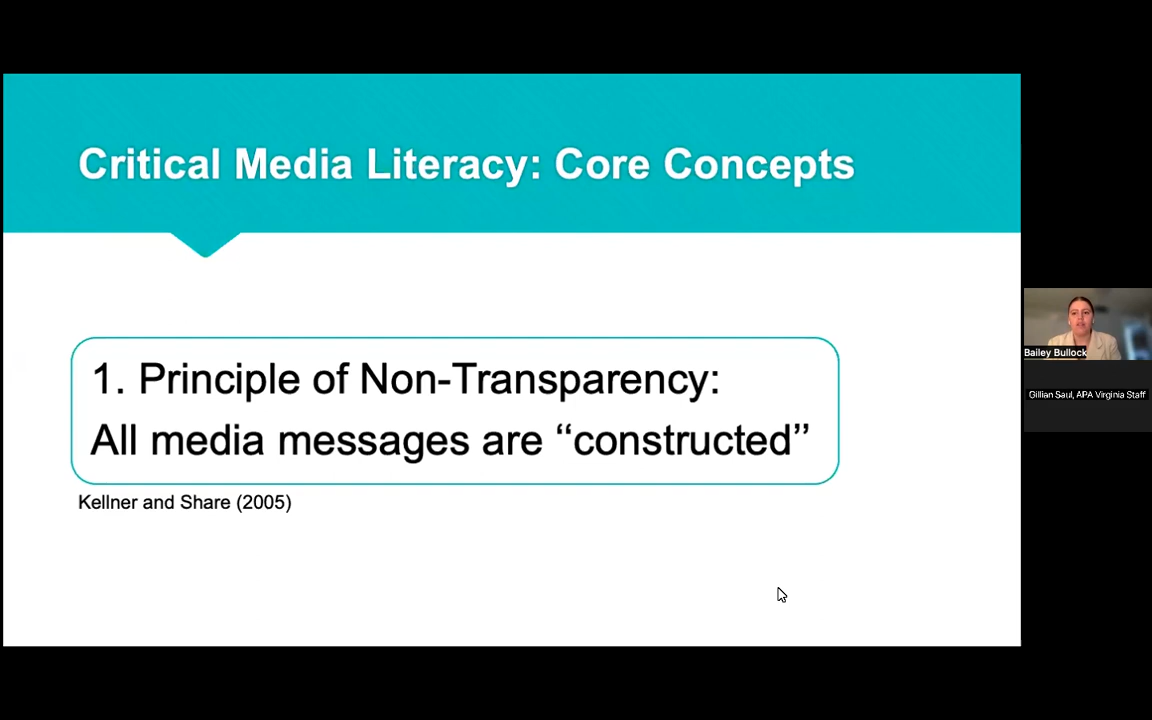 Critical Media Literacy: Core Concepts
1. Principle of Non-Transparency:
All media messages are ‘‘constructed’’
Kellner and Share (2005)
Bailey Bullock
Gillian Saul, APA Virginia Staff